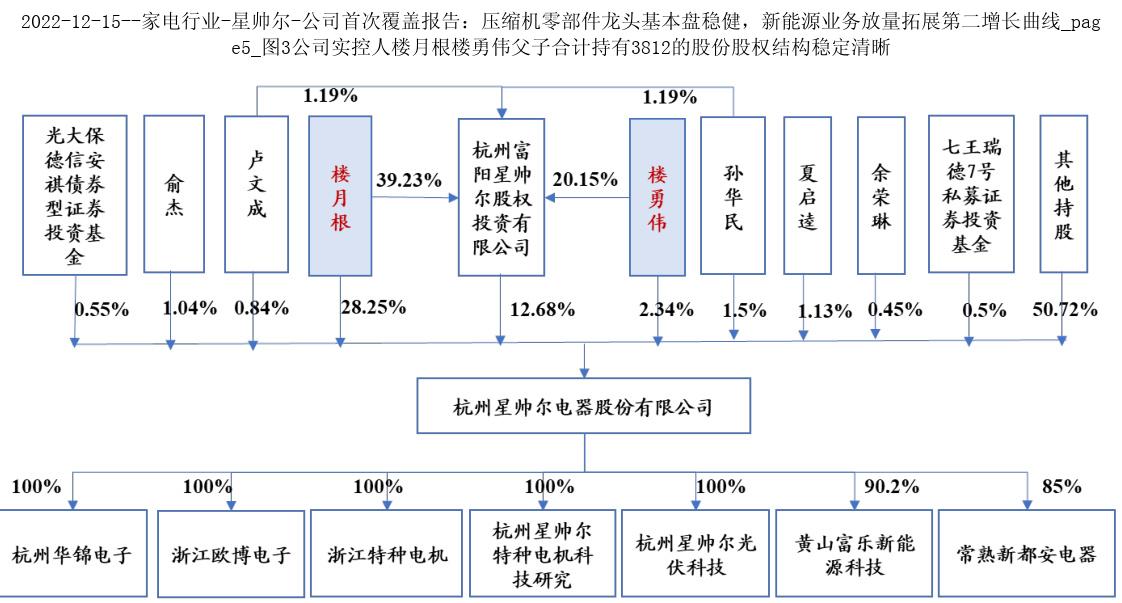 2022-12-15--家电行业-星帅尔-公司首次覆盖报告：压缩机零部件龙头基本盘稳健，新能源业务放量拓展第二增长曲线_pag
e5_图3公司实控人楼月根楼勇伟父子合计持有3812的股份股权结构稳定清晰
1.19%
1.19%
光大保
德信安
祺债券
型证券
投资基
金
俞
杰
卢
文
成
楼
月
根
39.23%
杭州富
阳星帅
尔股权
投资有
限公司
20.15%
楼
勇
伟
孙
华
民
夏
启
逵
余
荣
琳
七王瑞
德7号
私募证
券投资
基金
其
他
持
股
0.55%
1.04%
0.84%
28.25%
12.68%
2.34%
1.5%
1.13%
0.45%
0.5%
50.72%
杭州星帅尔电器股份有限公司
100%
100%
100%
100%
100%
90.2%
85%
杭州华锦电子
浙江欧博电子
浙江特种电机
杭州星帅尔
特种电机科
技研究
杭州星帅尔光
伏科技
黄山富乐新能
源科技
常熟新都安电器